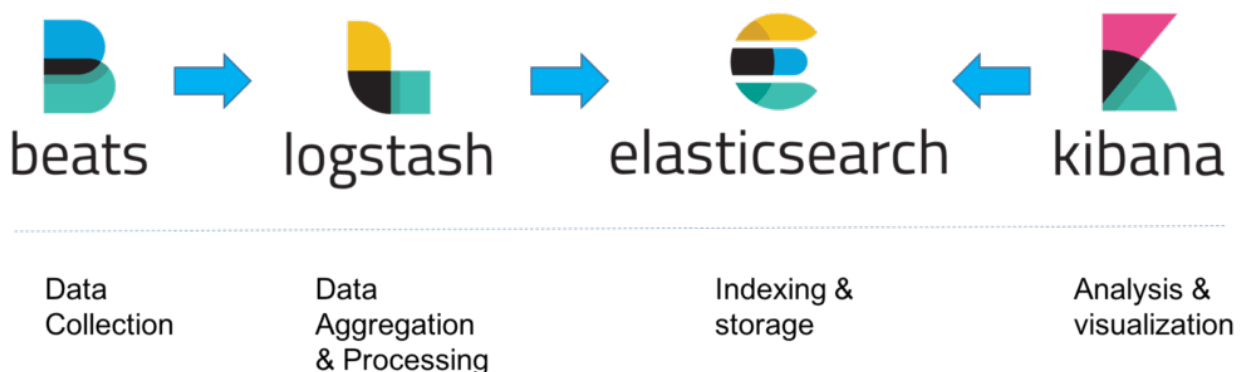 beats
logstash
elasticsearch
kibana
Data
Collection
Data
Aggregation
& Processing
Indexing &
storage
Analysis &
visualization